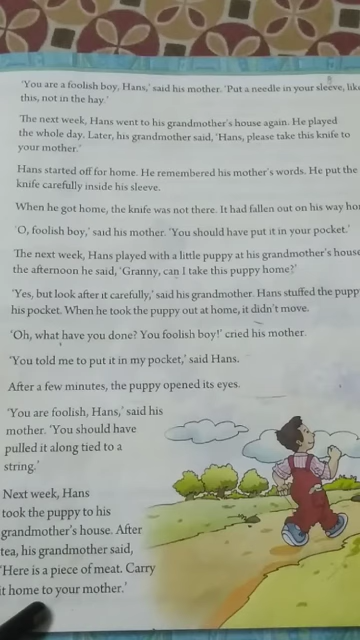 'You are a foolish boy, Hans,' said his mother. 'Put a needle in your sleeve, like
this, not in the hay.'
The next week, Hans went to his grandmother's house again. He played
the whole day. Later, his grandmother said, 'Hans, please take this knife to
your mother.'
Hans started off for home. He remembered his mother's words. He put the
knife carefully inside his sleeve.
When he got home, the knife was not there. It had fallen out on his way
'O, foolish boy,' said his mother. 'You should have put it in your pocket.'
The next week, Hans played with a little puppy at his grandmother's house
the afternoon he said, 'Granny, can I take this puppy home?'
'Yes, but look after it carefully,' said his grandmother. Hans stuffed the
his pocket. When he took the puppy out at home, it didn't move.
'Oh, what have you done? You foolish boy!' cried his mother.
'You told me to put it in my pocket,' said Hans.
After a few minutes, the puppy opened its eyes.
'You are foolish, Hans,' said his
mother. 'You should have
pulled it along tied to a
string.'
Next week, Hans
took the puppy to his
grandmother's house. After
tea, his grandmother said,
'Here is a piece of meat. Carry
it home to your mother.'